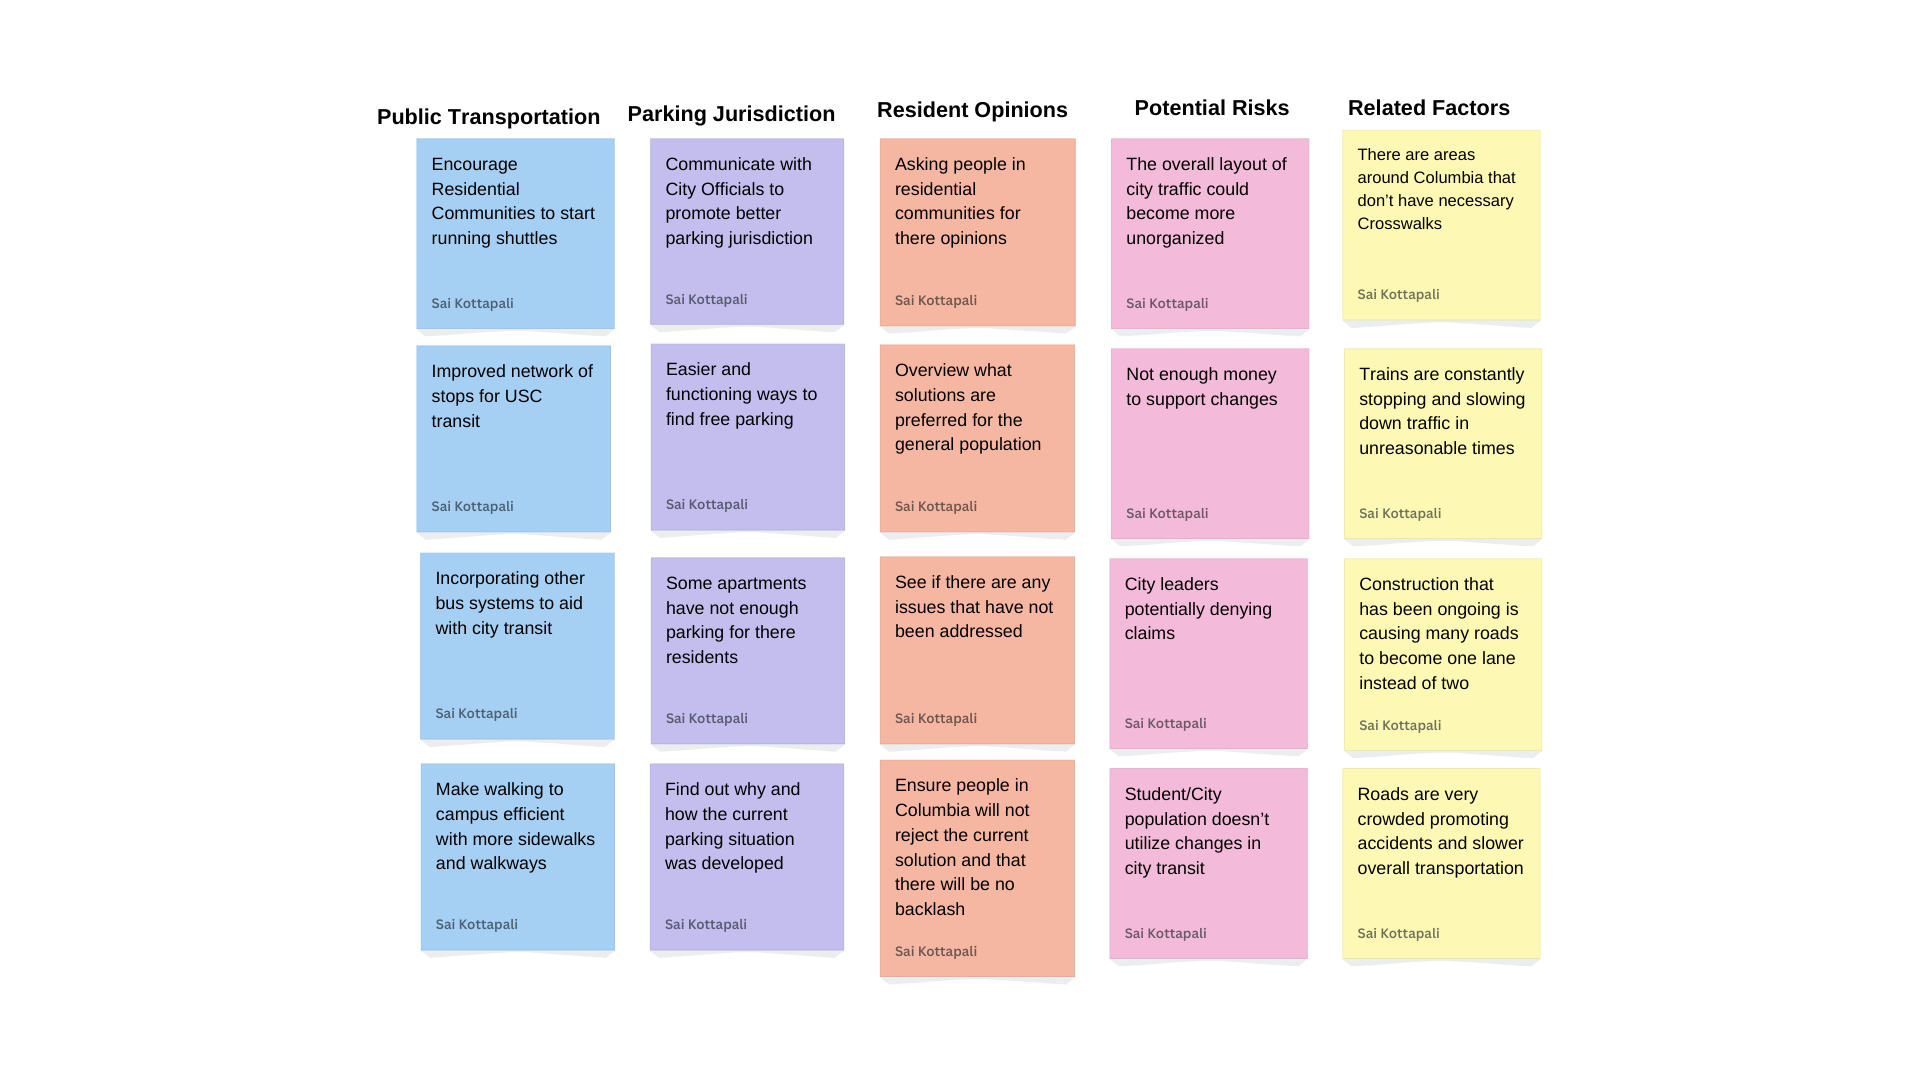 Public Transportation
Encourage
Residential
Communities to start
running shuttles
Sai Kottapali
Improved network of
stops for USC
transit
Sai Kottapali
Incorporating other
bus systems to aid
with city transit
Sai Kottapali
Make walking to
campus efficient
with more sidewalks
and walkways
Sai Kottapali
Parking Jurisdiction
Communicate with
City Officials to
promote better
parking jurisdiction
Sai Kottapali
Easier and
functioning ways to
find free parking
Sai Kottapali
Some apartments
have not enough
parking for there
residents
Sai Kottapali
Find out why and
how the current
parking situation
was developed
Sai Kottapali
Resident Opinions
Asking people in
residential
communities for
there opinions
Sai Kottapali
Overview what
solutions are
preferred for the
general population
Sai Kottapali
See if there are any
issues that have not
been addressed
Sai Kottapali
Ensure people in
Columbia will not
reject the current
solution and that
there will be no
backlash
Sai Kottapali
Potential Risks
The overall layout of
city traffic could
become more
unorganized
Sai Kottapali
Not enough money
to support changes
Sai Kottapali
City leaders
potentially denying
claims
Sai Kottapali
Student/City
population doesn’t
utilize changes in
city transit
Sai Kottapali
Related Factors
There are areas
around Columbia that
don’t have necessary
Crosswalks
Sai Kottapali
Trains are constantly
stopping and slowing
down traffic in
unreasonable times
Sai Kottapali
Construction that
has been ongoing is
causing many roads
to become one lane
instead of two
Sai Kottapali
Roads are very
crowded promoting
accidents and slower
overall transportation
Sai Kottapali